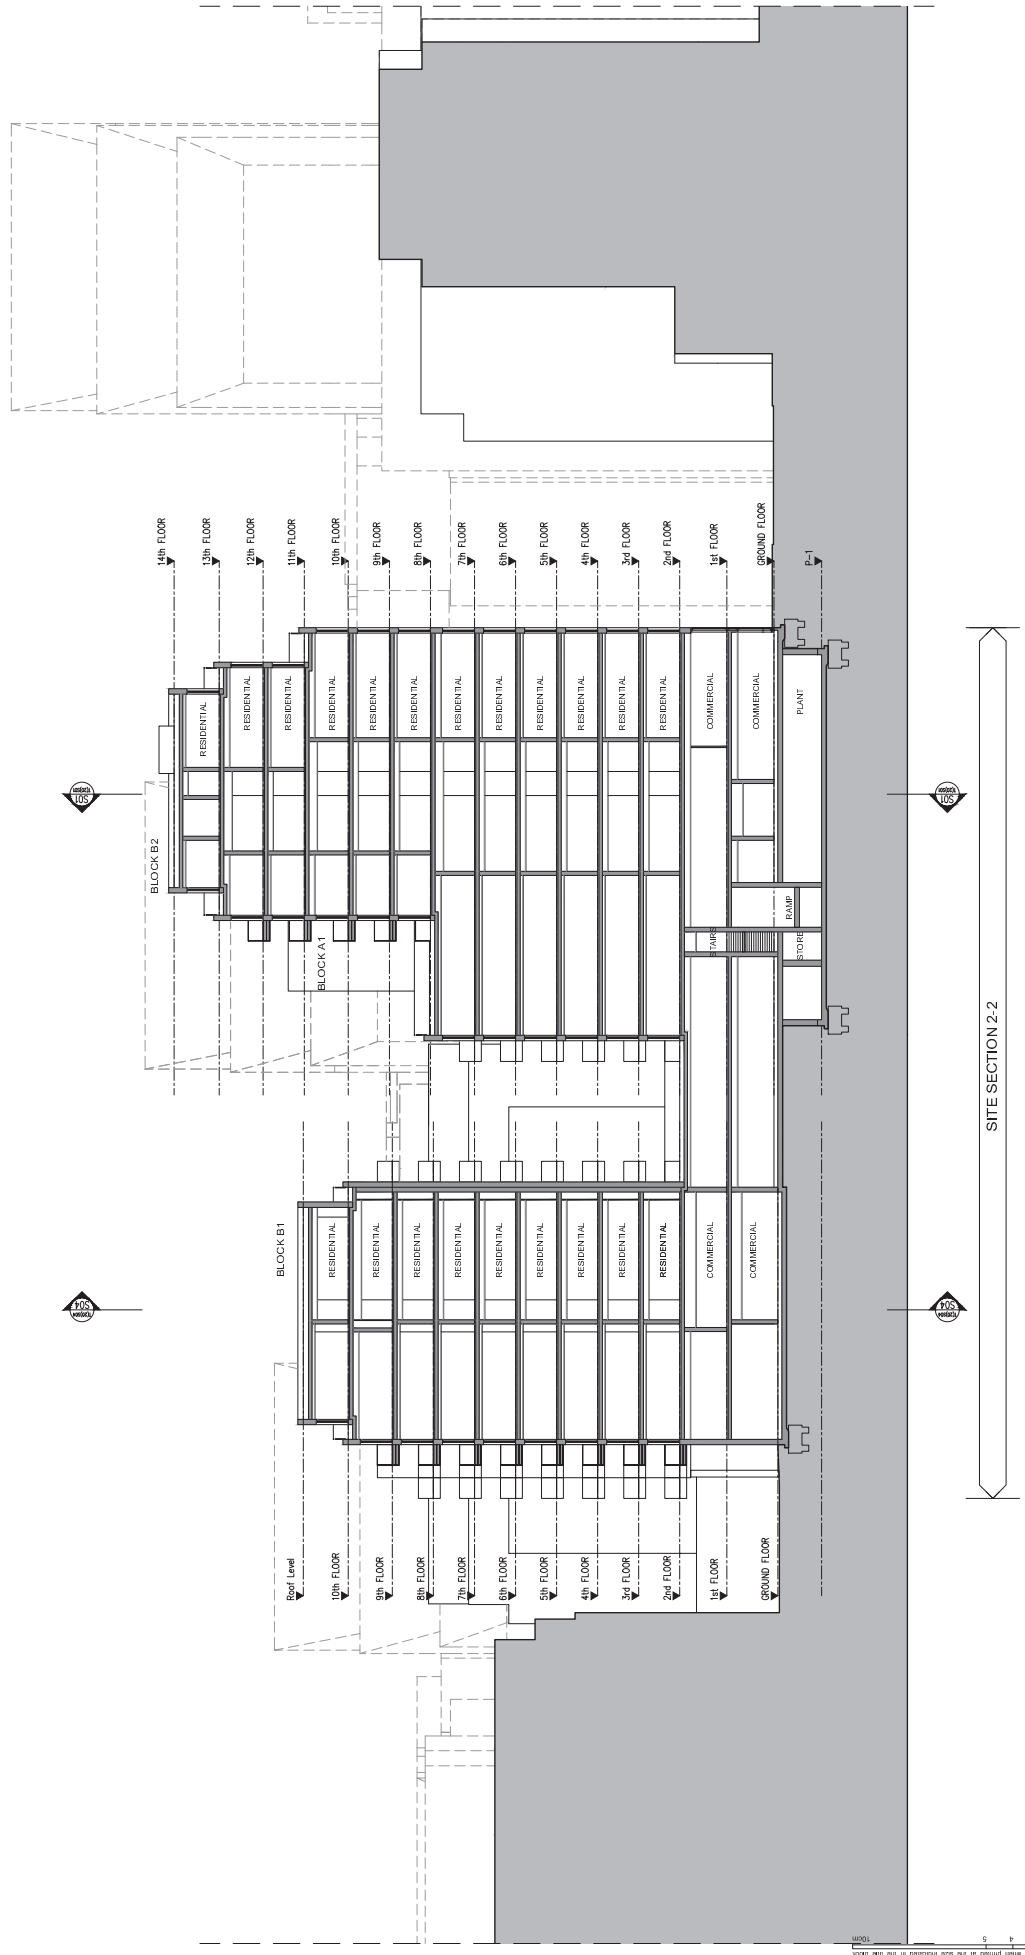 14th FLOOR
13th FLOOR
12th FLOOR
11th FLOOR
10th FLOOR
9th FLOOR
8th FLOOR
7th FLOOR
6th FLOOR
5th FLOOR
4th FLOOR
3rd FLOOR
2nd FLOOR
1st FLOOR
GROUND FLOOR
P-1
BLOCK B2
RESIDENTIAL
RESIDENTIAL
RESIDENTIAL
RESIDENTIAL
RESIDENTIAL
RESIDENTIAL
RESIDENTIAL
RESIDENTIAL
RESIDENTIAL
RESIDENTIAL
RESIDENTIAL
RESIDENTIAL
COMMERCIAL
COMMERCIAL
PLANT
S01
S01
BLOCK A1
STAIRS
RAMP
STORE
BLOCK B1
RESIDENTIAL
RESIDENTIAL
RESIDENTIAL
RESIDENTIAL
RESIDENTIAL
RESIDENTIAL
RESIDENTIAL
RESIDENTIAL
RESIDENTIAL
COMMERCIAL
COMMERCIAL
S04
S04
Roof Level
10th FLOOR
9th FLOOR
8th FLOOR
7th FLOOR
6th FLOOR
5th FLOOR
4th FLOOR
3rd FLOOR
2nd FLOOR
1st FLOOR
GROUND FLOOR
SITE SECTION 2-2
10cm
5
4